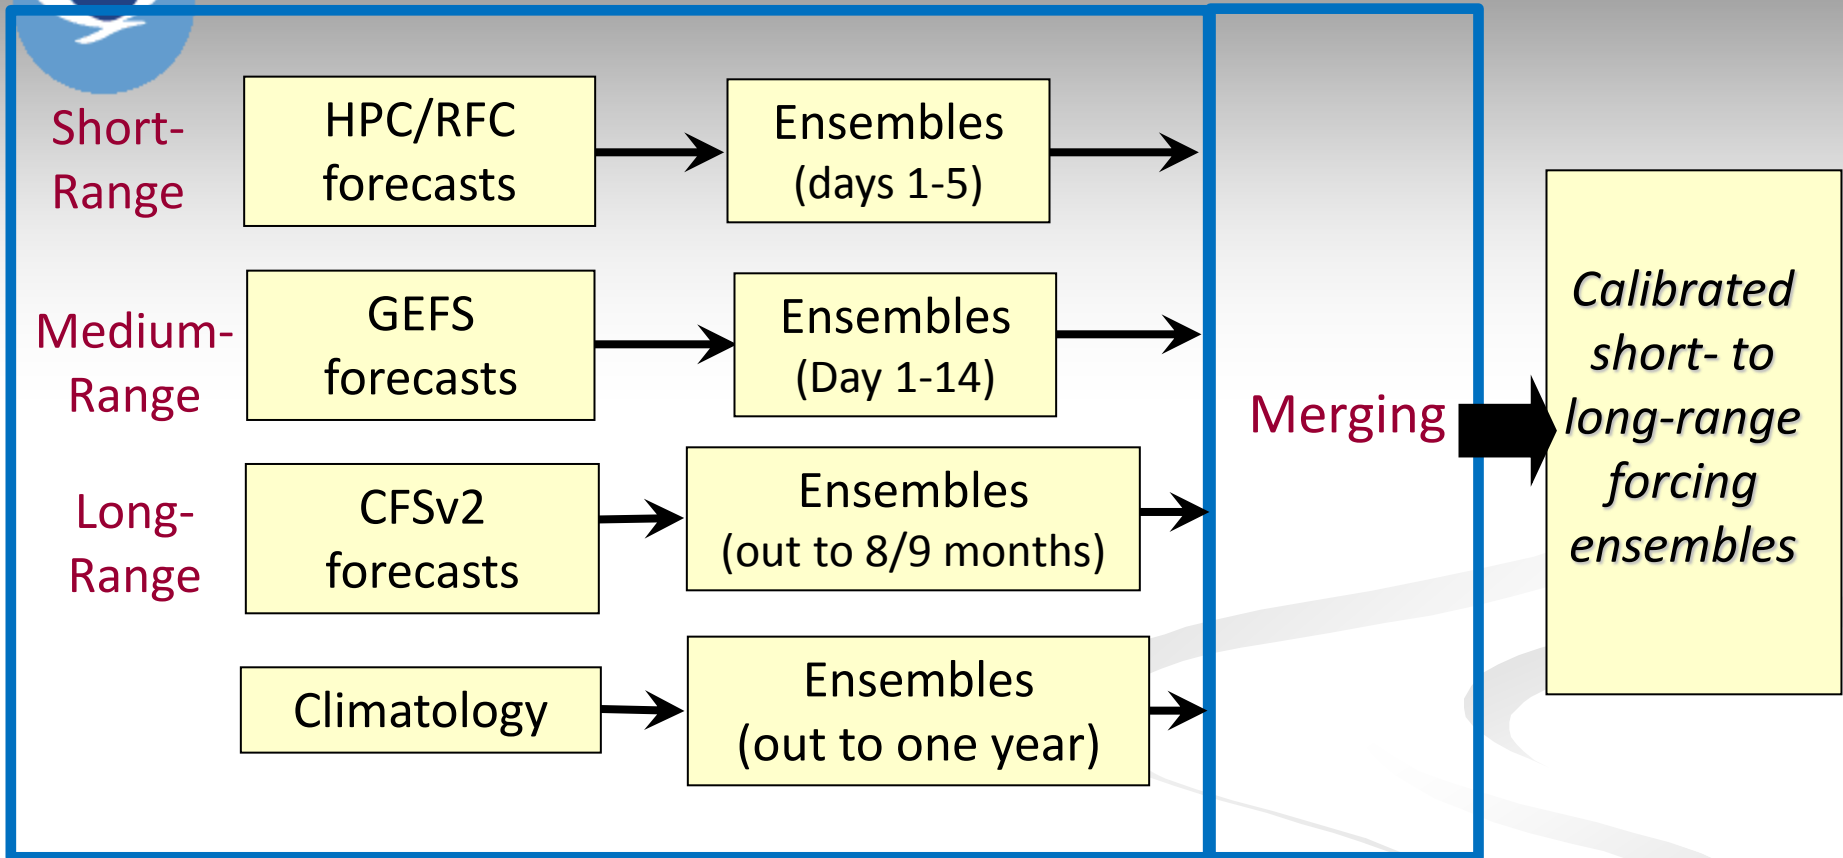 Short-
Range
HPC/RFC
forecasts
Ensembles
(days 1-5)
Medium-
Range
GEFS
forecasts
Ensembles
(Day 1-14)
Long-
Range
CFSv2
forecasts
Ensembles
(out to 8/9 months)
Climatology
Ensembles
(out to one year)
Merging
Calibrated
short- to
long-range
forcing
ensembles